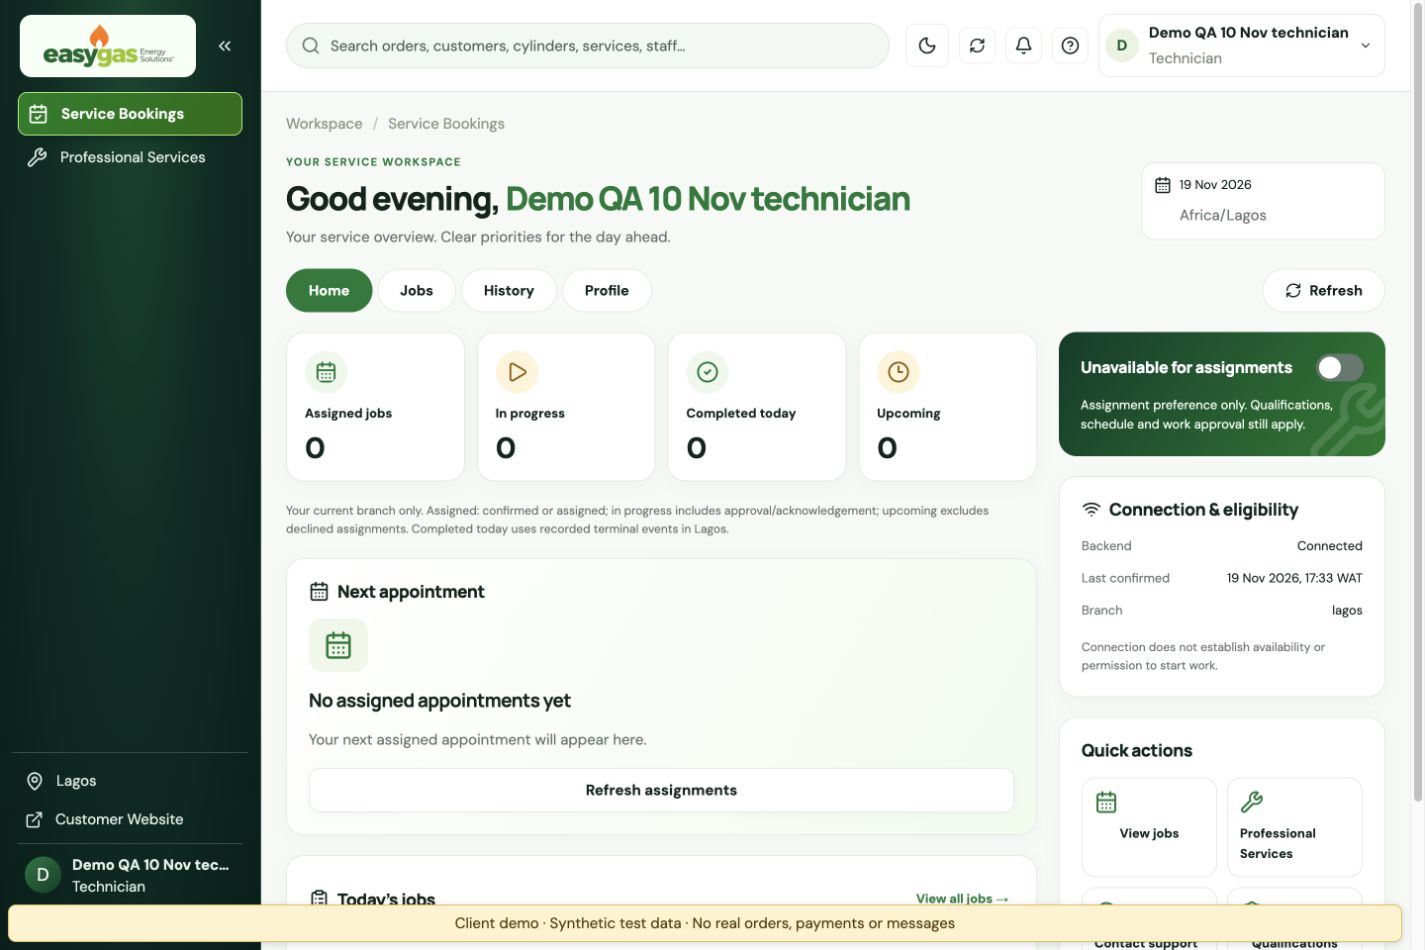 easygas Energy Solutions
Service Bookings
Professional Services
Lagos
Customer Website
D
Demo QA 10 Nov tec...
Technician
Search orders, customers, cylinders, services, staff...
D
Demo QA 10 Nov technician
Technician
Workspace / Service Bookings
YOUR SERVICE WORKSPACE
Good evening, Demo QA 10 Nov technician
Your service overview. Clear priorities for the day ahead.
19 Nov 2026
Africa/Lagos
Home
Jobs
History
Profile
Refresh
Assigned jobs
0
In progress
0
Completed today
0
Upcoming
0
Your current branch only. Assigned: confirmed or assigned; in progress includes approval/acknowledgement; upcoming excludes
declined assignments. Completed today uses recorded terminal events in Lagos.
Next appointment
No assigned appointments yet
Your next assigned appointment will appear here.
Refresh assignments
Today's jobs
View all jobs →
Unavailable for assignments
Assignment preference only. Qualifications,
schedule and work approval still apply.
Connection & eligibility
Backend Connected
Last confirmed 19 Nov 2026, 17:33 WAT
Branch lagos
Connection does not establish availability or
permission to start work.
Quick actions
View jobs
Professional
Services
Contact support
Qualifications
Client demo · Synthetic test data · No real orders, payments or messages